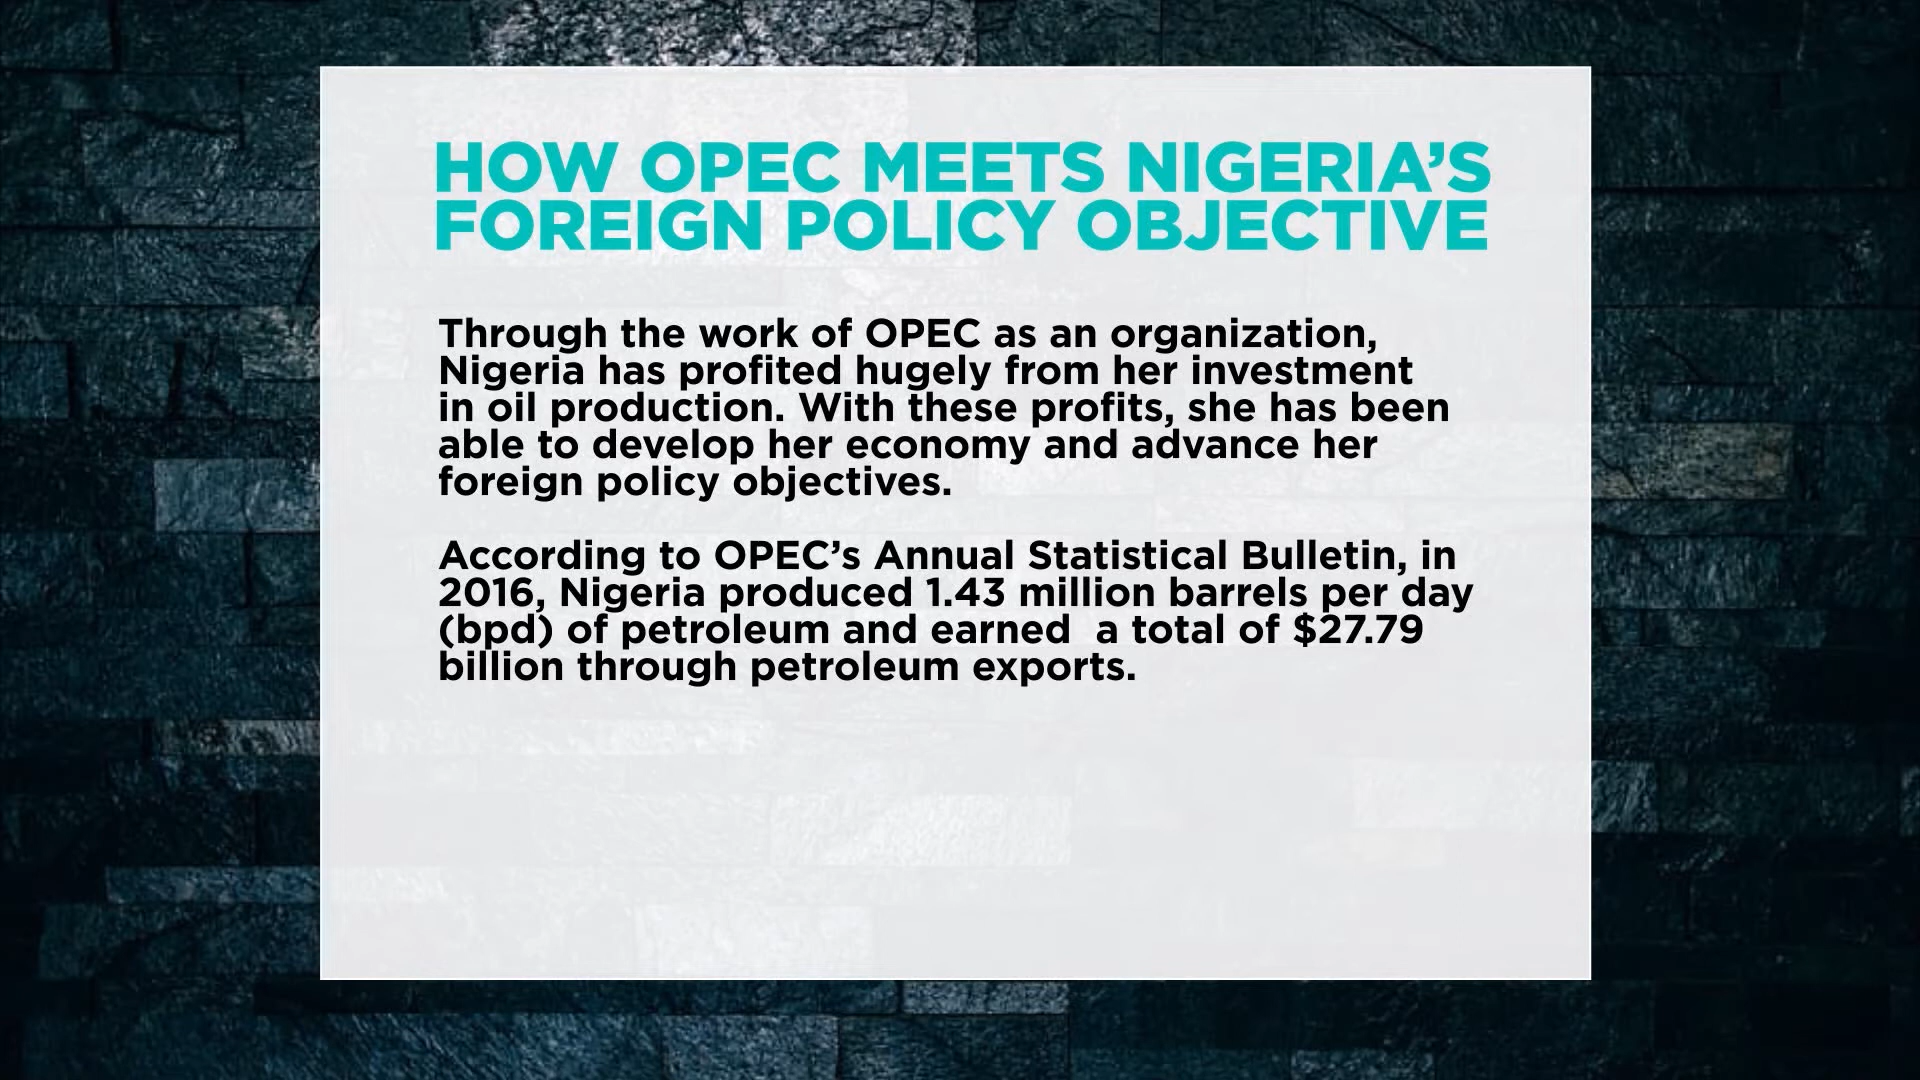 HOW OPEC MEETS NIGERIA’S
FOREIGN POLICY OBJECTIVE
Through the work of OPEC as an organization,
Nigeria has profited hugely from her investment
in oil production. With these profits, she has been
able to develop her economy and advance her
foreign policy objectives.
According to OPEC’s Annual Statistical Bulletin, in
2016, Nigeria produced 1.43 million barrels per day
(bpd) of petroleum and earned  a total of $27.79
billion through petroleum exports.